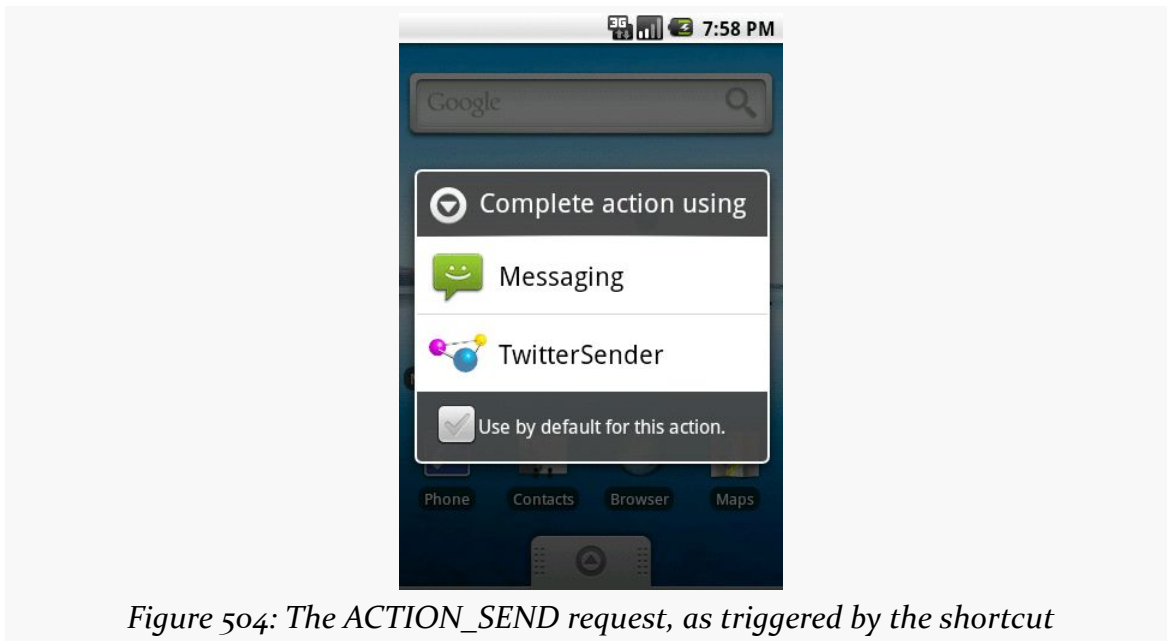 3G 7:58 PM
Google
Complete action using
Messaging
TwitterSender
Use by default for this action.
Phone Contacts Browser Maps
Figure 504: The ACTION_SEND request, as triggered by the shortcut